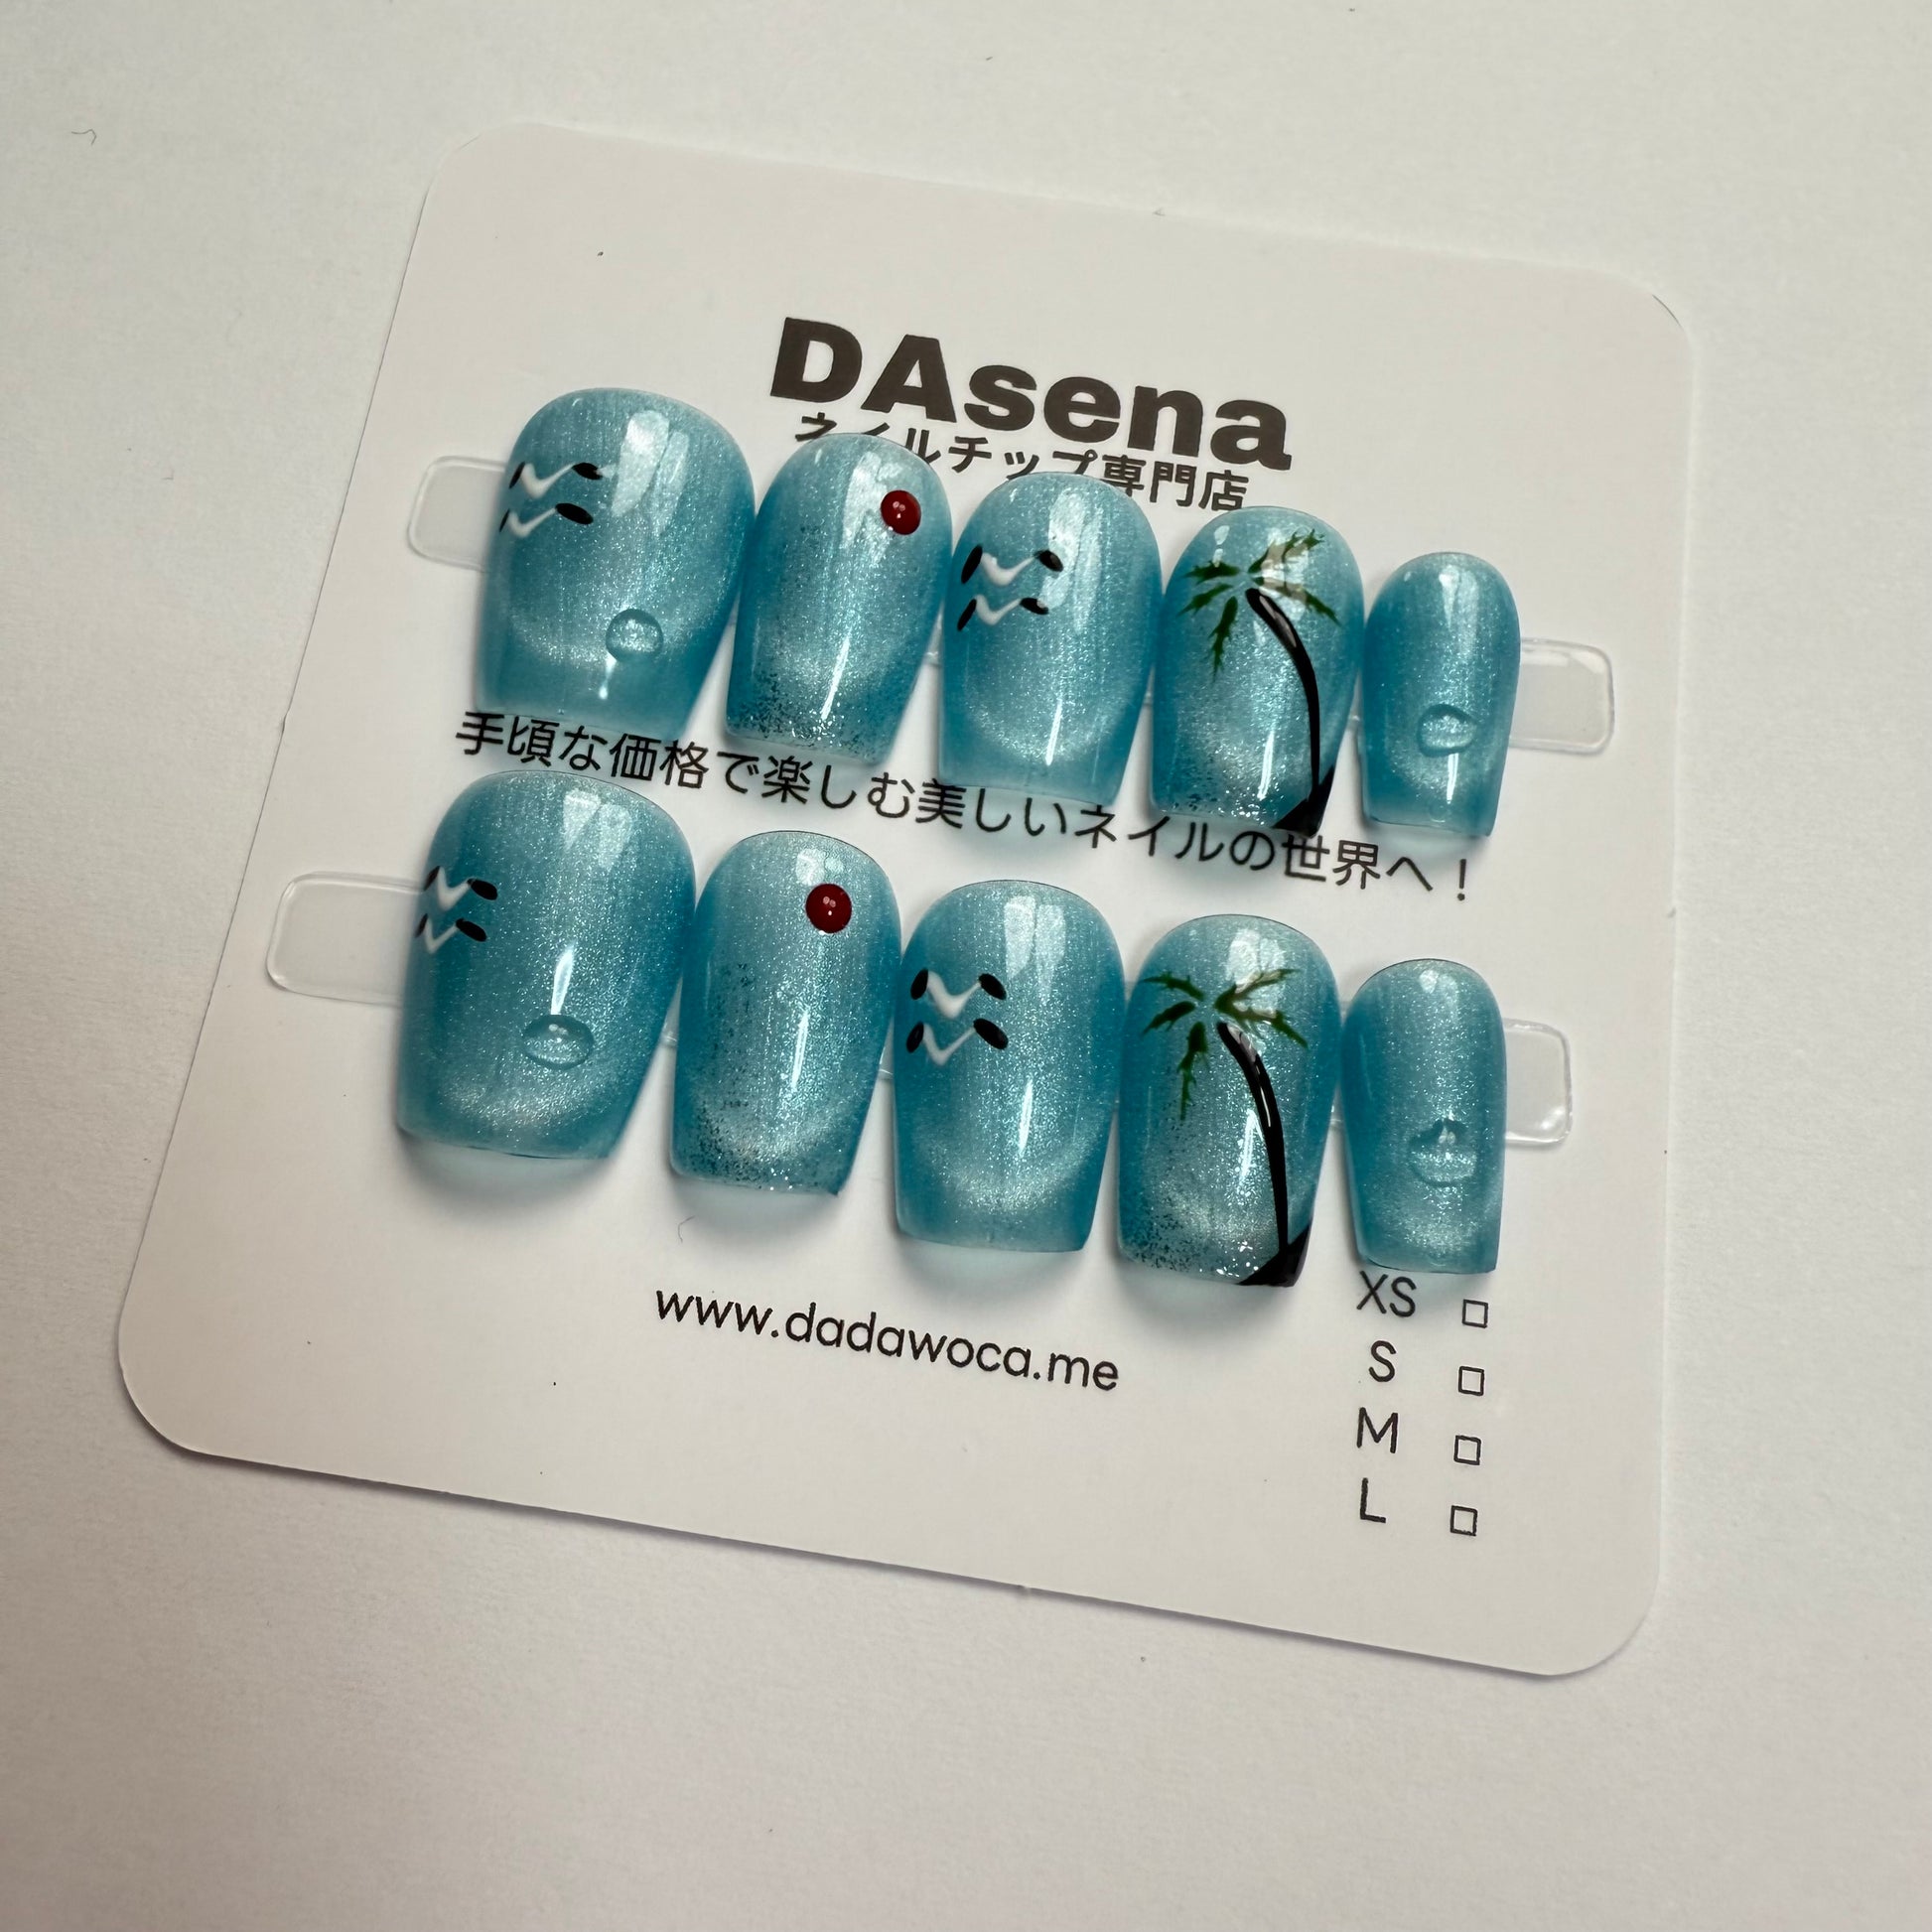 DAsena
ネイルチップ専門店
手頃な価格で楽しむ美しいネイルの世界へ！
www.dadawoca.me
XS □
S □
M □
L □